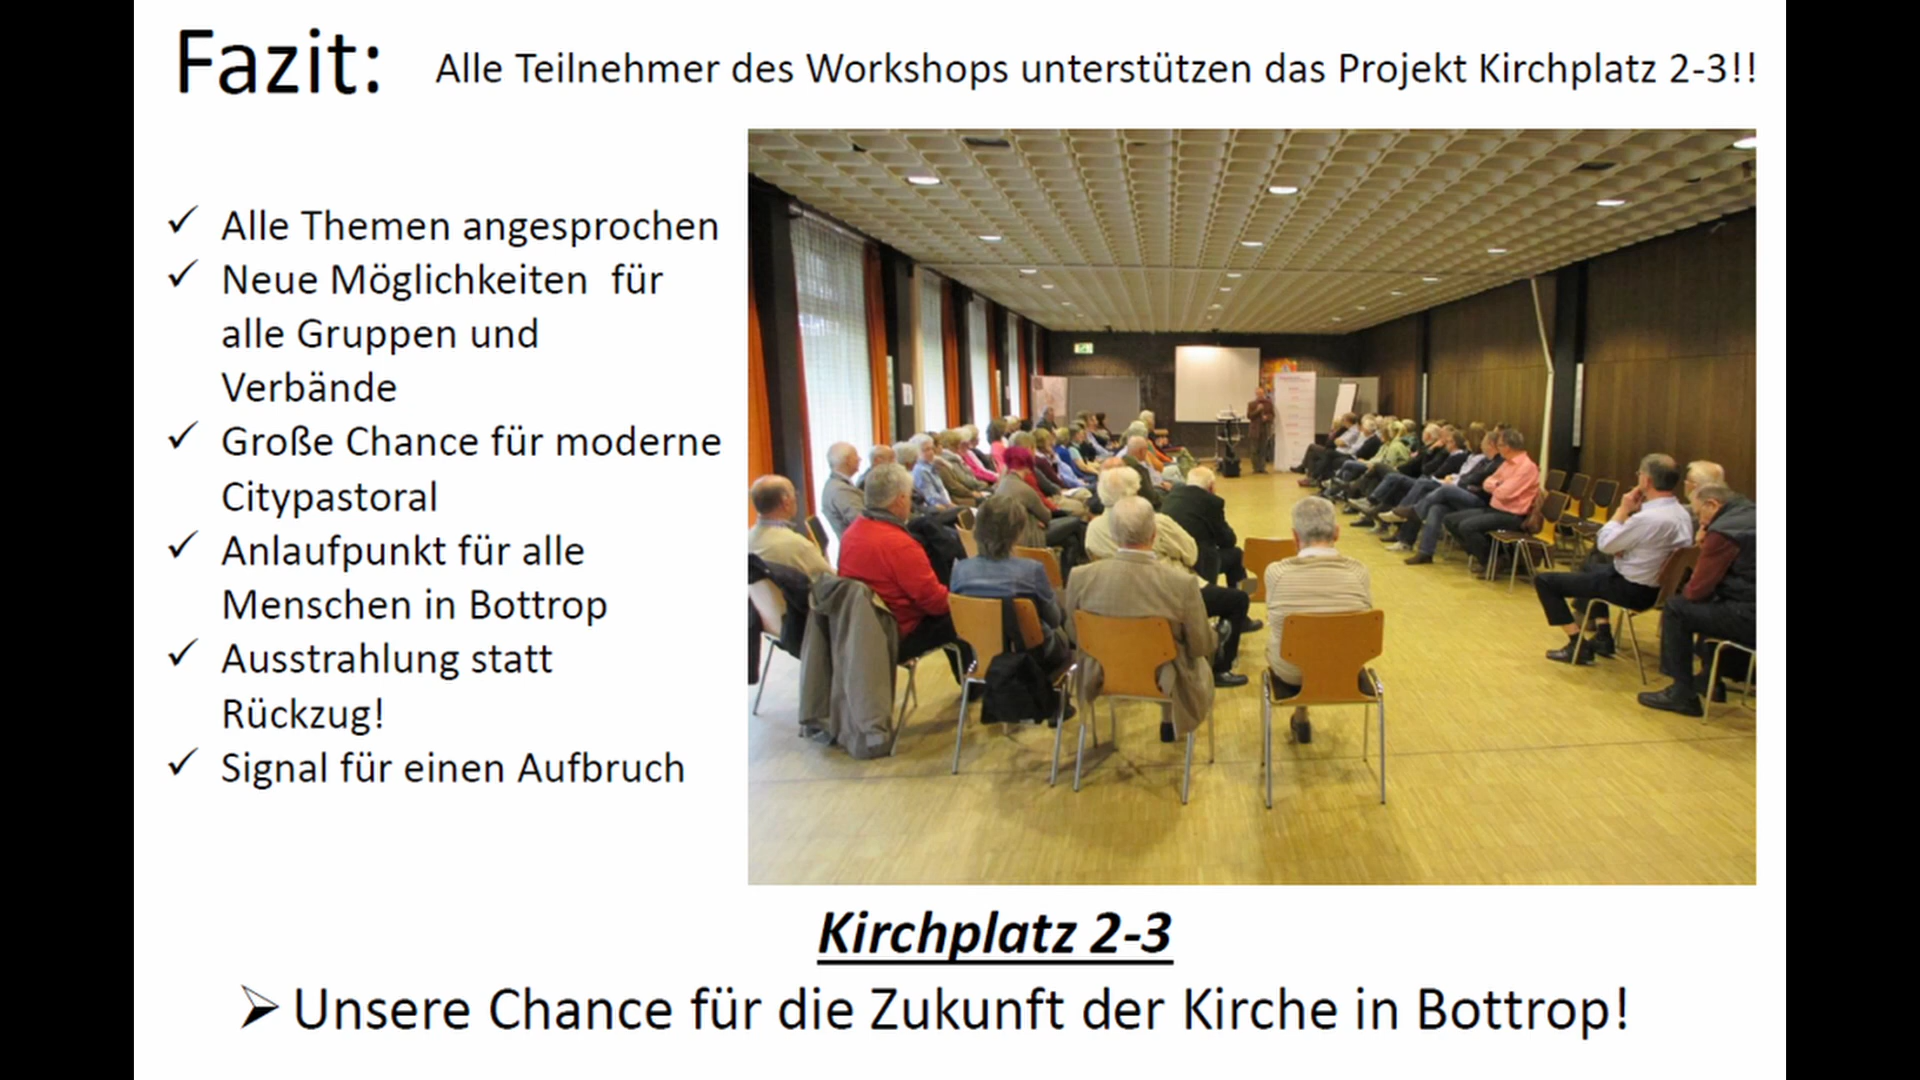 Fazit: Alle Teilnehmer des Workshops unterstützen das Projekt Kirchplatz 2-3!!
✓ Alle Themen angesprochen
✓ Neue Möglichkeiten für
alle Gruppen und
Verbände
✓ Große Chance für moderne
Citypastoral
✓ Anlaufpunkt für alle
Menschen in Bottrop
✓ Ausstrahlung statt
Rückzug!
✓ Signal für einen Aufbruch
Kirchplatz 2-3
➢ Unsere Chance für die Zukunft der Kirche in Bottrop!